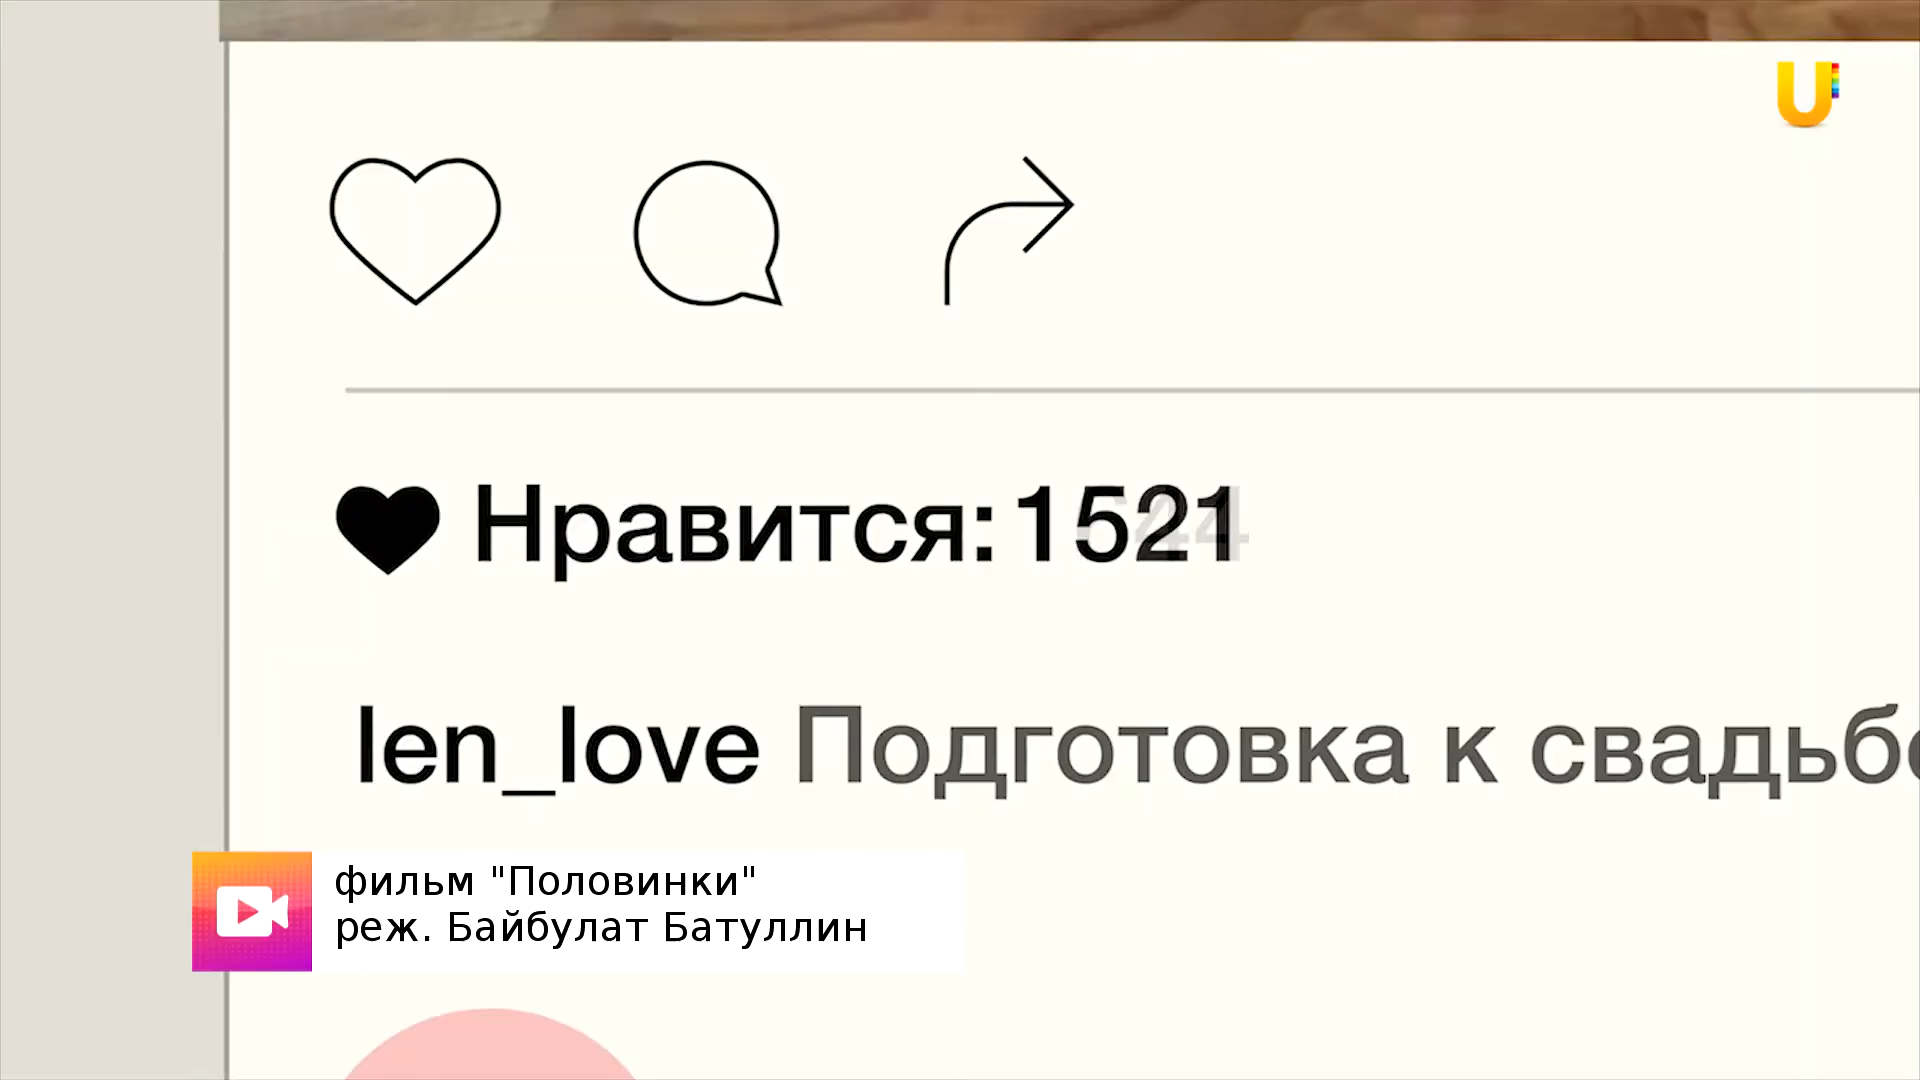 U
Нравится: 1521
len_love Подготовка к свадьб
фильм "Половинки"
реж. Байбулат Батуллин